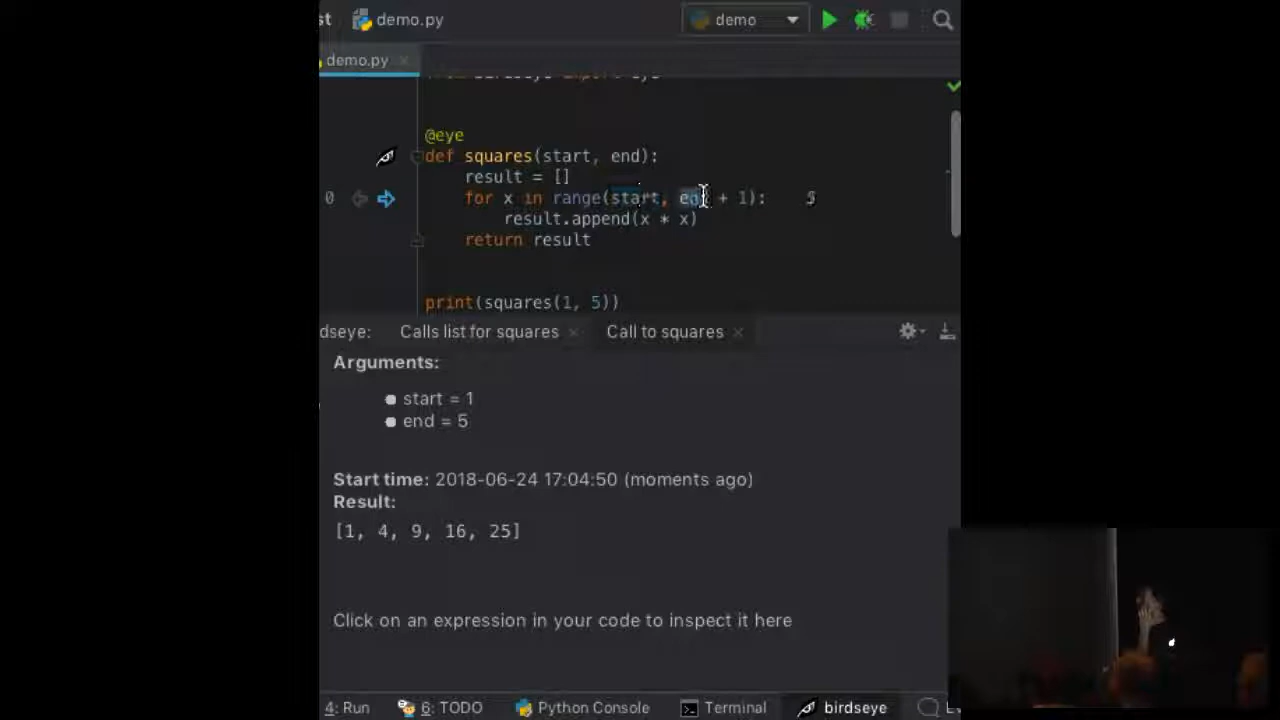 st demo.py demo
demo.py
@eye
def squares(start, end):
result = []
0 for x in range(start, end + 1): 5
result.append(x * x)
return result
print(squares(1, 5))
dseye: Calls list for squares Call to squares
Arguments:
start = 1
end = 5
Start time: 2018-06-24 17:04:50 (moments ago)
Result:
[1, 4, 9, 16, 25]
Click on an expression in your code to inspect it here
4: Run 6: TODO Python Console Terminal birdseye